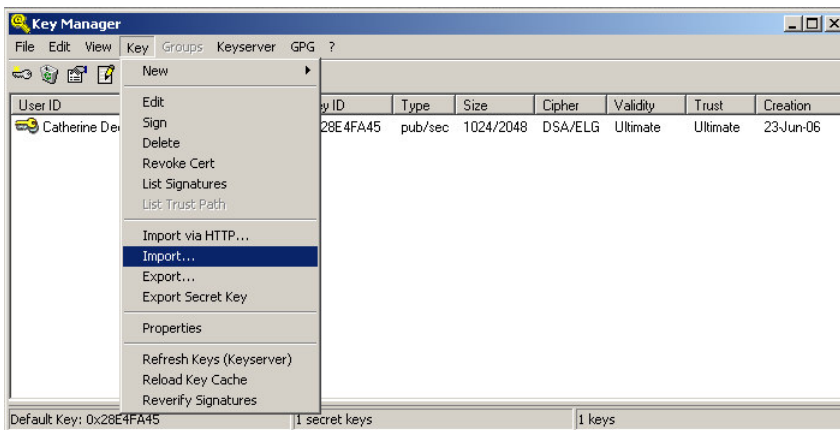 Key Manager
File Edit View Key Groups Keyserver GPG ?
New
User ID Type Size Cipher Validity Trust Creation
Catherine 28E4FA45 pub/sec 1024/2048 DSA/ELG Ultimate Ultimate 23-Jun-06
Edit
Sign
Delete
Revoke Cert
List Signatures
List Trust Path
Import via HTTP...
Import...
Export...
Export Secret Key
Properties
Refresh Keys (Keyserver)
Reload Key Cache
Reverify Signatures
Default Key: 0x28E4FA45 1 secret keys 1 keys